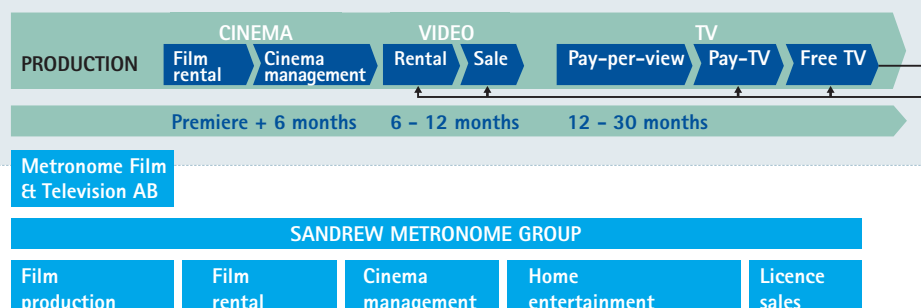 CINEMA VIDEO TV
PRODUCTION
Film
rental
Cinema
management
Rental
Sale
Pay-per-view
Pay-TV
Free TV
Premiere + 6 months 6 - 12 months 12 - 30 months
Metronome Film
& Television AB
SANDREW METRONOME GROUP
Film
production
Film
rental
Cinema
management
Home
entertainment
Licence
sales